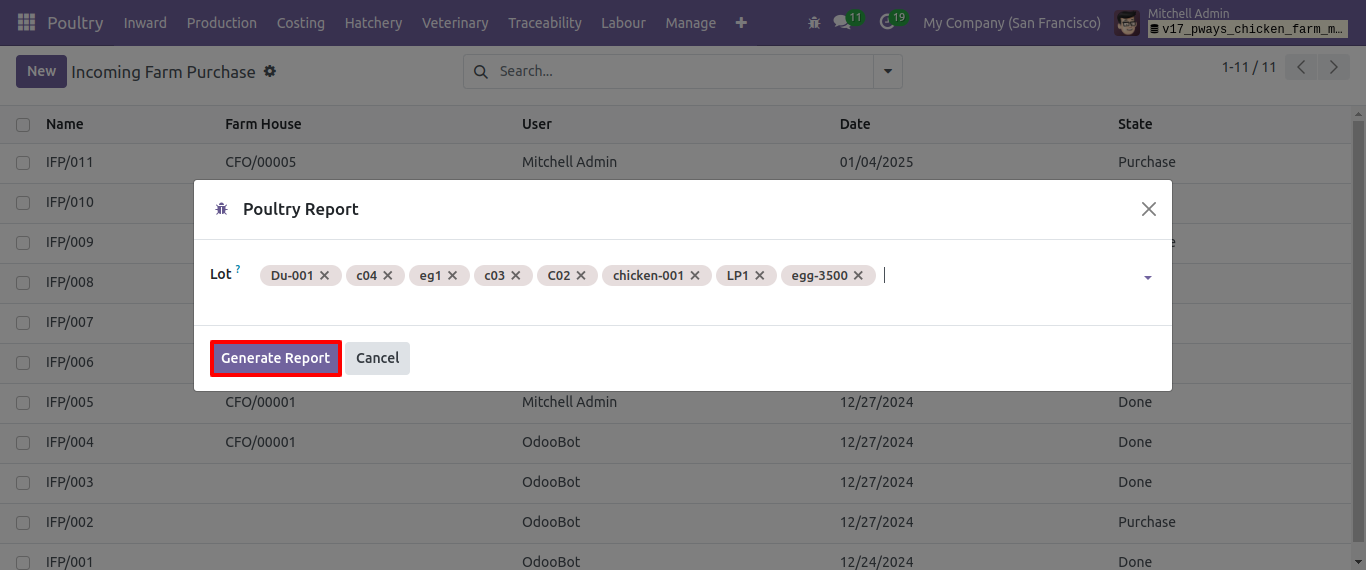 Poultry Inward Production Costing Hatchery Veterinary Traceability Labour Manage 11 19 My Company (San Francisco) Mitchell Admin
v17_pways_chicken_farm_m…
New Incoming Farm Purchase Search... 1-11 / 11
Name Farm House User Date State
IFP/011 CFO/00005 Mitchell Admin 01/04/2025 Purchase
IFP/010
IFP/009
IFP/008
IFP/007
IFP/006
Poultry Report
Lot ? Du-001 c04 eg1 c03 C02 chicken-001 LP1 egg-3500
Generate Report Cancel
IFP/005 CFO/00001 Mitchell Admin 12/27/2024 Done
IFP/004 CFO/00001 OdooBot 12/27/2024 Done
IFP/003 OdooBot 12/27/2024 Done
IFP/002 OdooBot 12/27/2024 Purchase
IFP/001 OdooBot 12/24/2024 Done